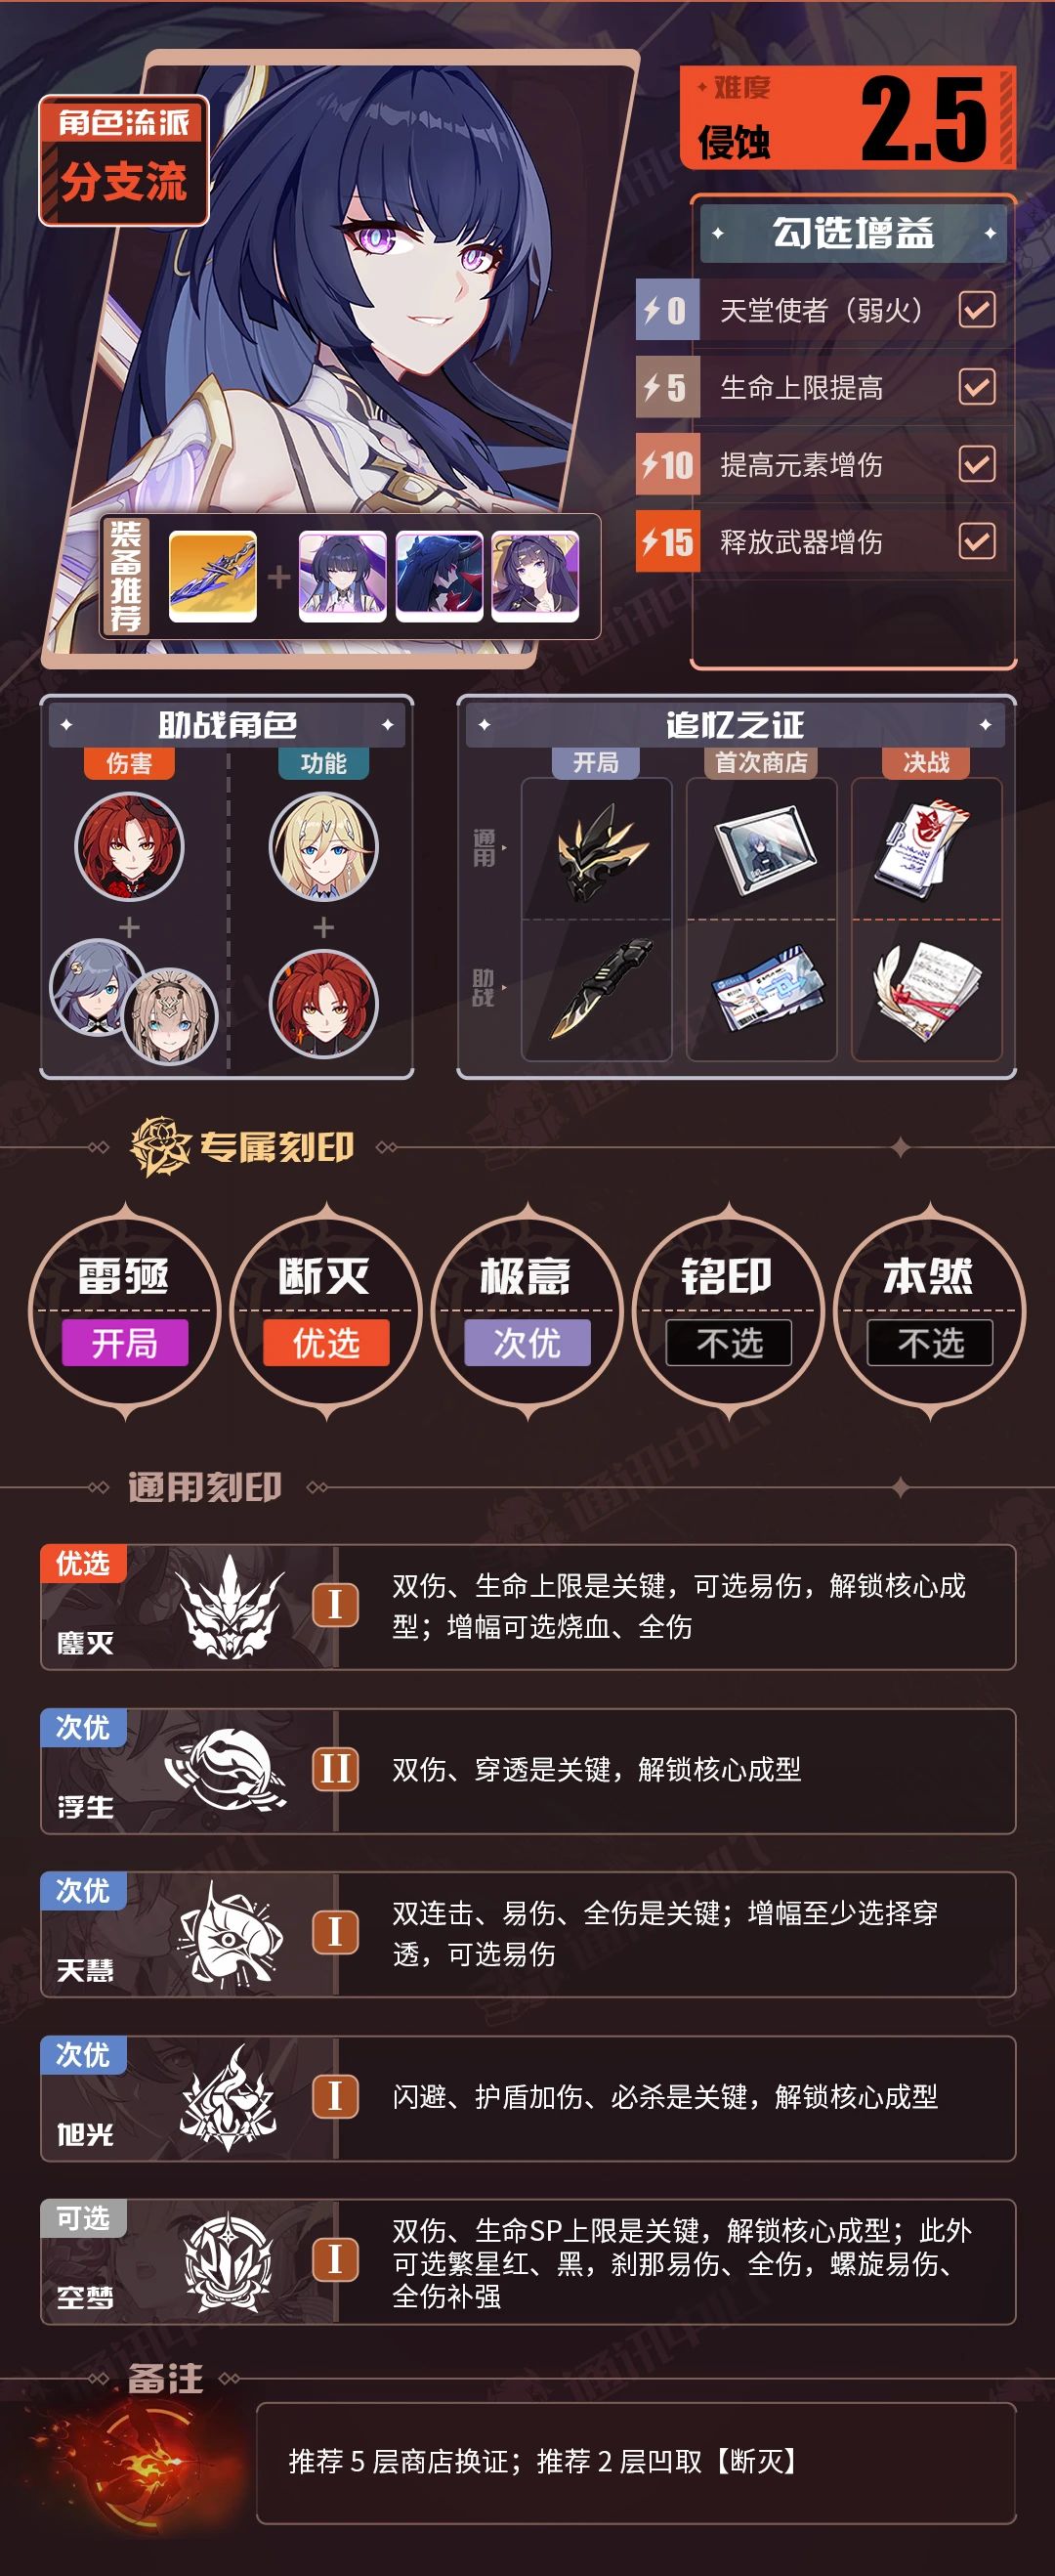 角色流派
分支流
难度
侵蚀
2.5
勾选增益
0 天堂使者（弱火）
5 生命上限提高
10 提高元素增伤
15 释放武器增伤
装备推荐
助战角色
伤害
功能
追忆之证
开局
首次商店
决战
通用
助战
专属刻印
雷殛
开局
断灭
优选
极意
次优
铭印
不选
本然
不选
通用刻印
优选
鏖灭
I
双伤、生命上限是关键，可选易伤，解锁核心成
型；增幅可选烧血、全伤
次优
浮生
II
双伤、穿透是关键，解锁核心成型
次优
天慧
I
双连击、易伤、全伤是关键；增幅至少选择穿
透，可选易伤
次优
旭光
I
闪避、护盾加伤、必杀是关键，解锁核心成型
可选
空梦
I
双伤、生命SP上限是关键，解锁核心成型；此外
可选繁星红、黑，刹那易伤、全伤，螺旋易伤、
全伤补强
备注
推荐 5 层商店换证；推荐 2 层凹取【断灭】
通讯中心